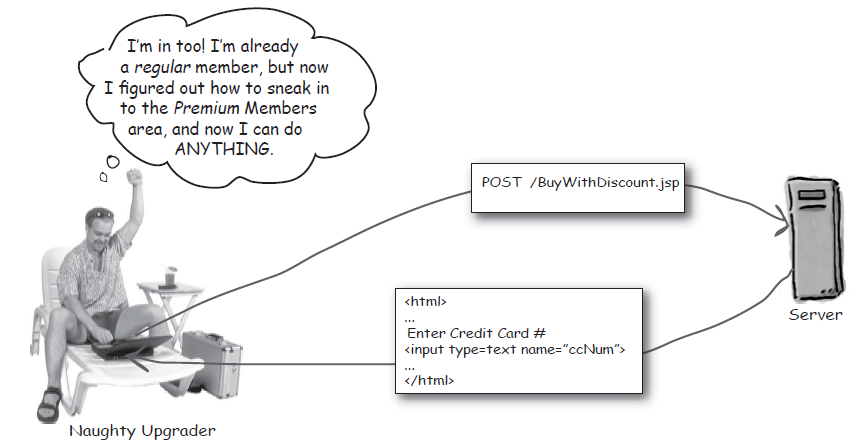 I'm in too! I'm already
a regular member, but now
I figured out how to sneak in
to the Premium Members
area, and now I can do
ANYTHING.
POST /BuyWithDiscount.jsp
<html>
...
Enter Credit Card #
<input type=text name="ccNum">
...
</html>
Server
Naughty Upgrader